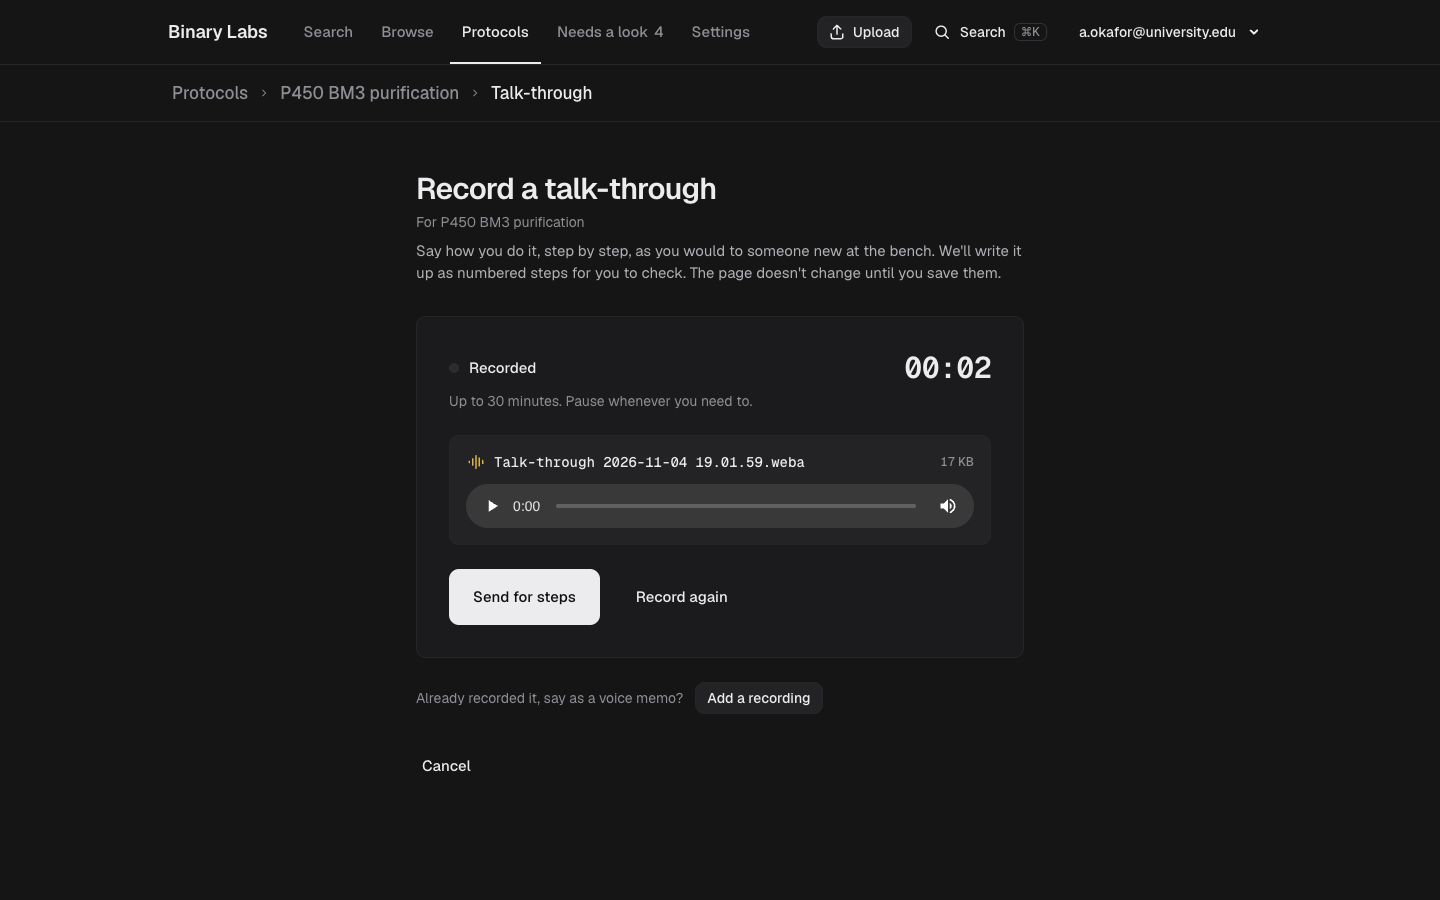 Binary Labs Search Browse Protocols Needs a look 4 Settings Upload Search ⌘K a.okafor@university.edu
Protocols › P450 BM3 purification › Talk-through
Record a talk-through
For P450 BM3 purification
Say how you do it, step by step, as you would to someone new at the bench. We'll write it
up as numbered steps for you to check. The page doesn't change until you save them.
Recorded 00:02
Up to 30 minutes. Pause whenever you need to.
Talk-through 2026-11-04 19.01.59.weba 17 KB
0:00
Send for steps Record again
Already recorded it, say as a voice memo? Add a recording
Cancel